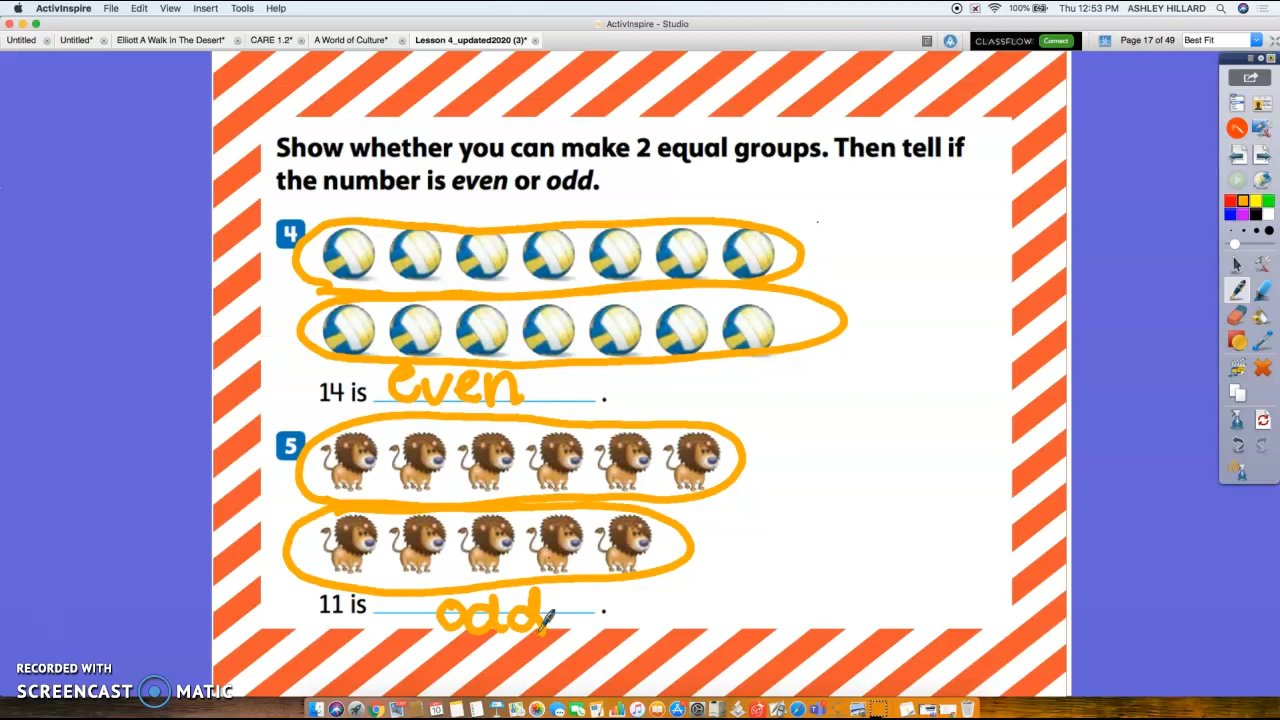 ActivInspire File Edit View Insert Tools Help 100% Thu 12:53 PM ASHLEY HILLARD
ActivInspire - Studio
Untitled Untitled* Elliott A Walk In The Desert* CARE 1.2* A World of Culture* Lesson 4_updated2020 (3)* CLASSFLOW Connect Page 17 of 49 Best Fit
Show whether you can make 2 equal groups. Then tell if
the number is even or odd.
4
14 is even .
5
11 is odd .
RECORDED WITH
SCREENCAST MATIC